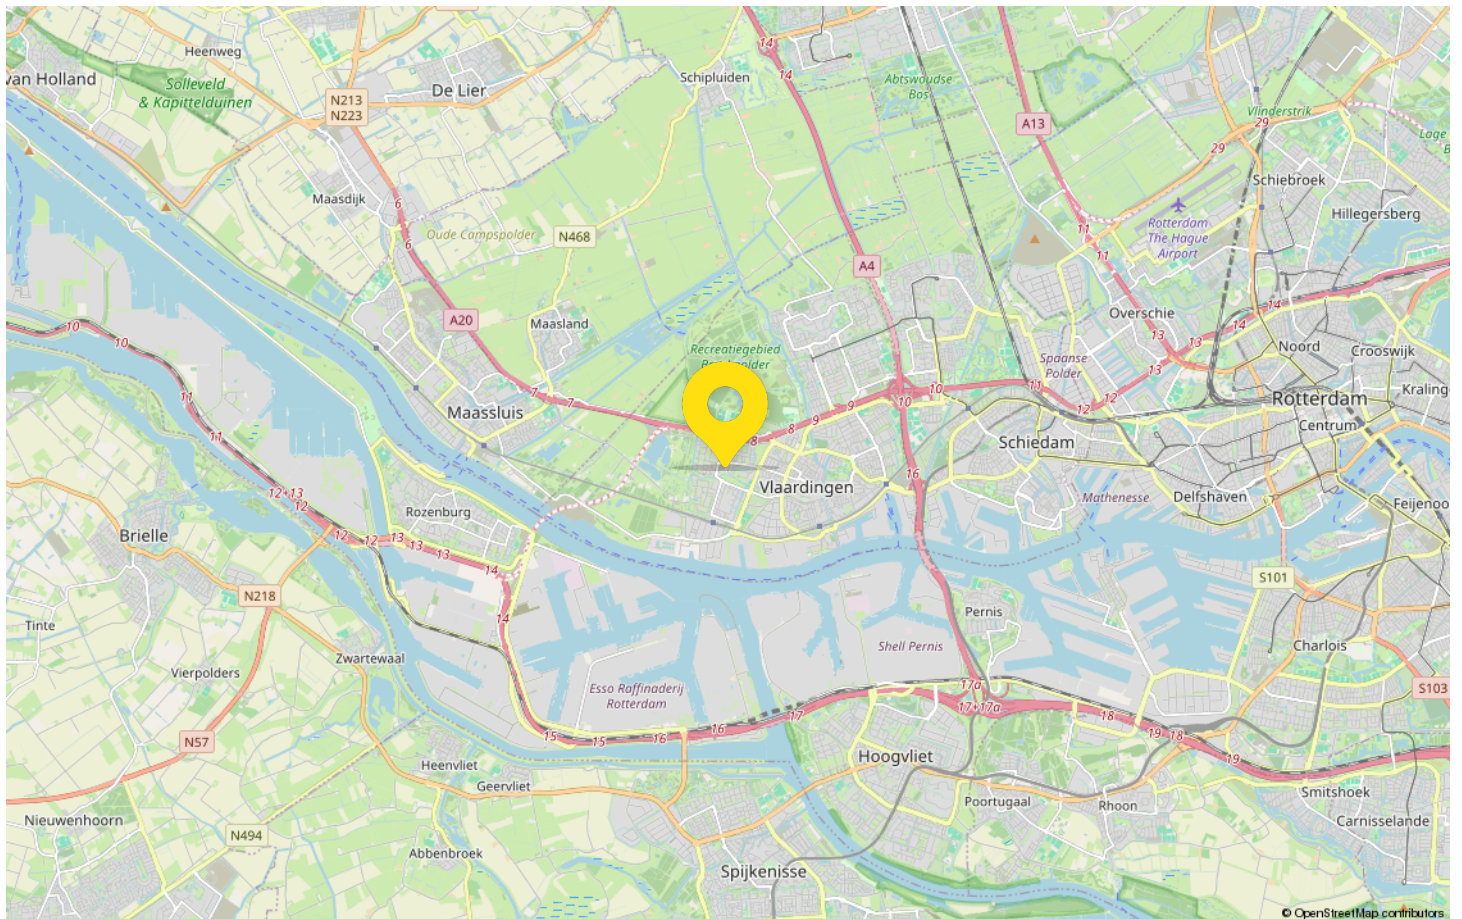 Heenweg
van Holland
Solleveld
& Kapittelduinen
N213
N223
De Lier
14
14
Schipluiden
Abtswoudse
Bos
A13
29
Vlinderstrik
29
Lage
B
Schiebroek
Maasdijk
6
6
Oude Campspolder
N468
A4
11
11
Rotterdam
The Hague
Airport
Hillegersberg
10
10
A20
Maasland
Recreatiegebied
Overschie
13
13
13
14
14
Noord
Crooswijk
Spaanse
Polder
11
11
7
7
Maassluis
8
8
9
9
10
10
11
12
12
Rotterdam
Centrum
Kraling
Schiedam
16
Vlaardingen
12+13
12
Rozenburg
Mathenesse
Delfshaven
Feijenoo
Brielle
12
12
13
13
13
14
14
N218
S101
Tinte
Pernis
Zwartewaal
Vierpolders
Shell Pernis
Charlois
Esso Raffinaderij
Rotterdam
17a
17+17a
S103
N57
15
15
16
16
17
18
19
18
19
Heenvliet
Geervliet
Hoogvliet
Poortugaal
Rhoon
Smitshoek
Nieuwenhoorn
N494
Carnisselande
Abbenbroek
Spijkenisse
© OpenStreetMap contributors